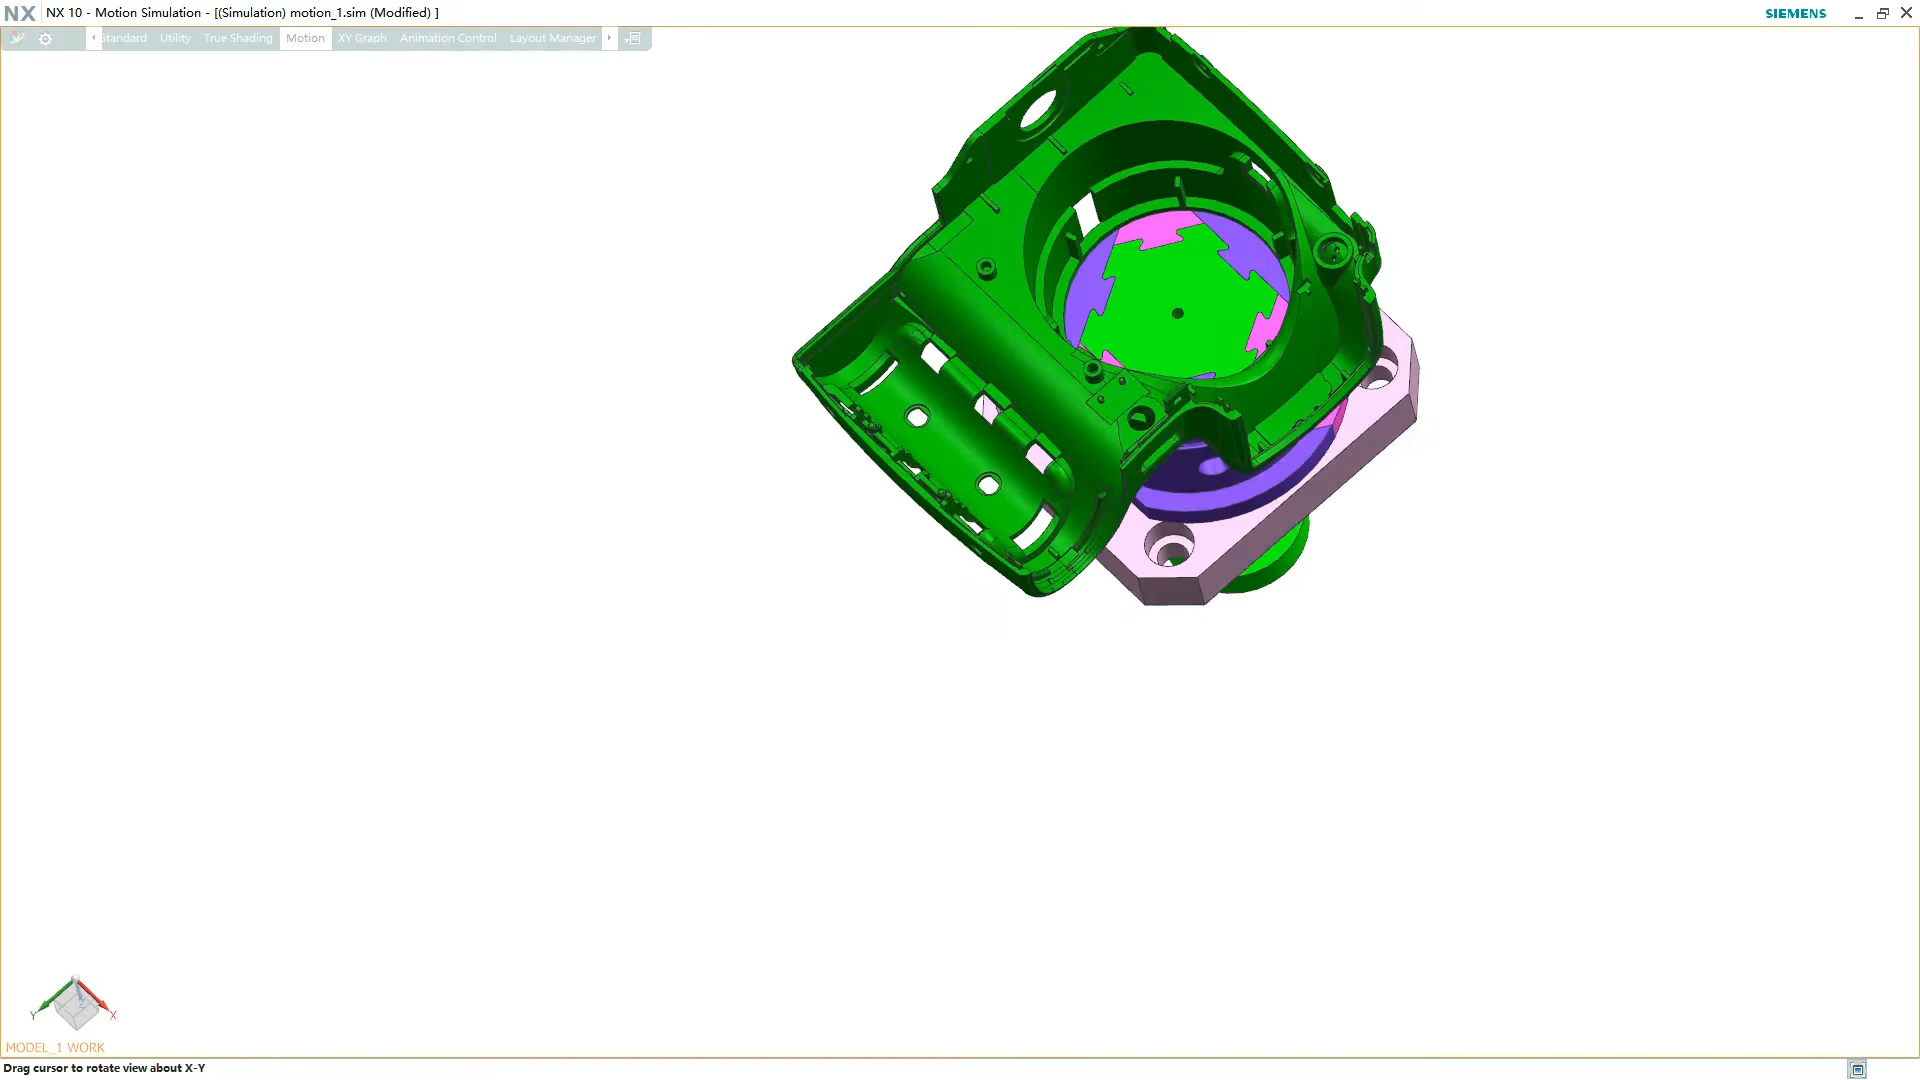 NX NX 10 - Motion Simulation - [(Simulation) motion_1.sim (Modified) ]
SIEMENS
Standard Utility True Shading Motion XY Graph Animation Control Layout Manager
Y X
MODEL_1 WORK
Drag cursor to rotate view about X-Y